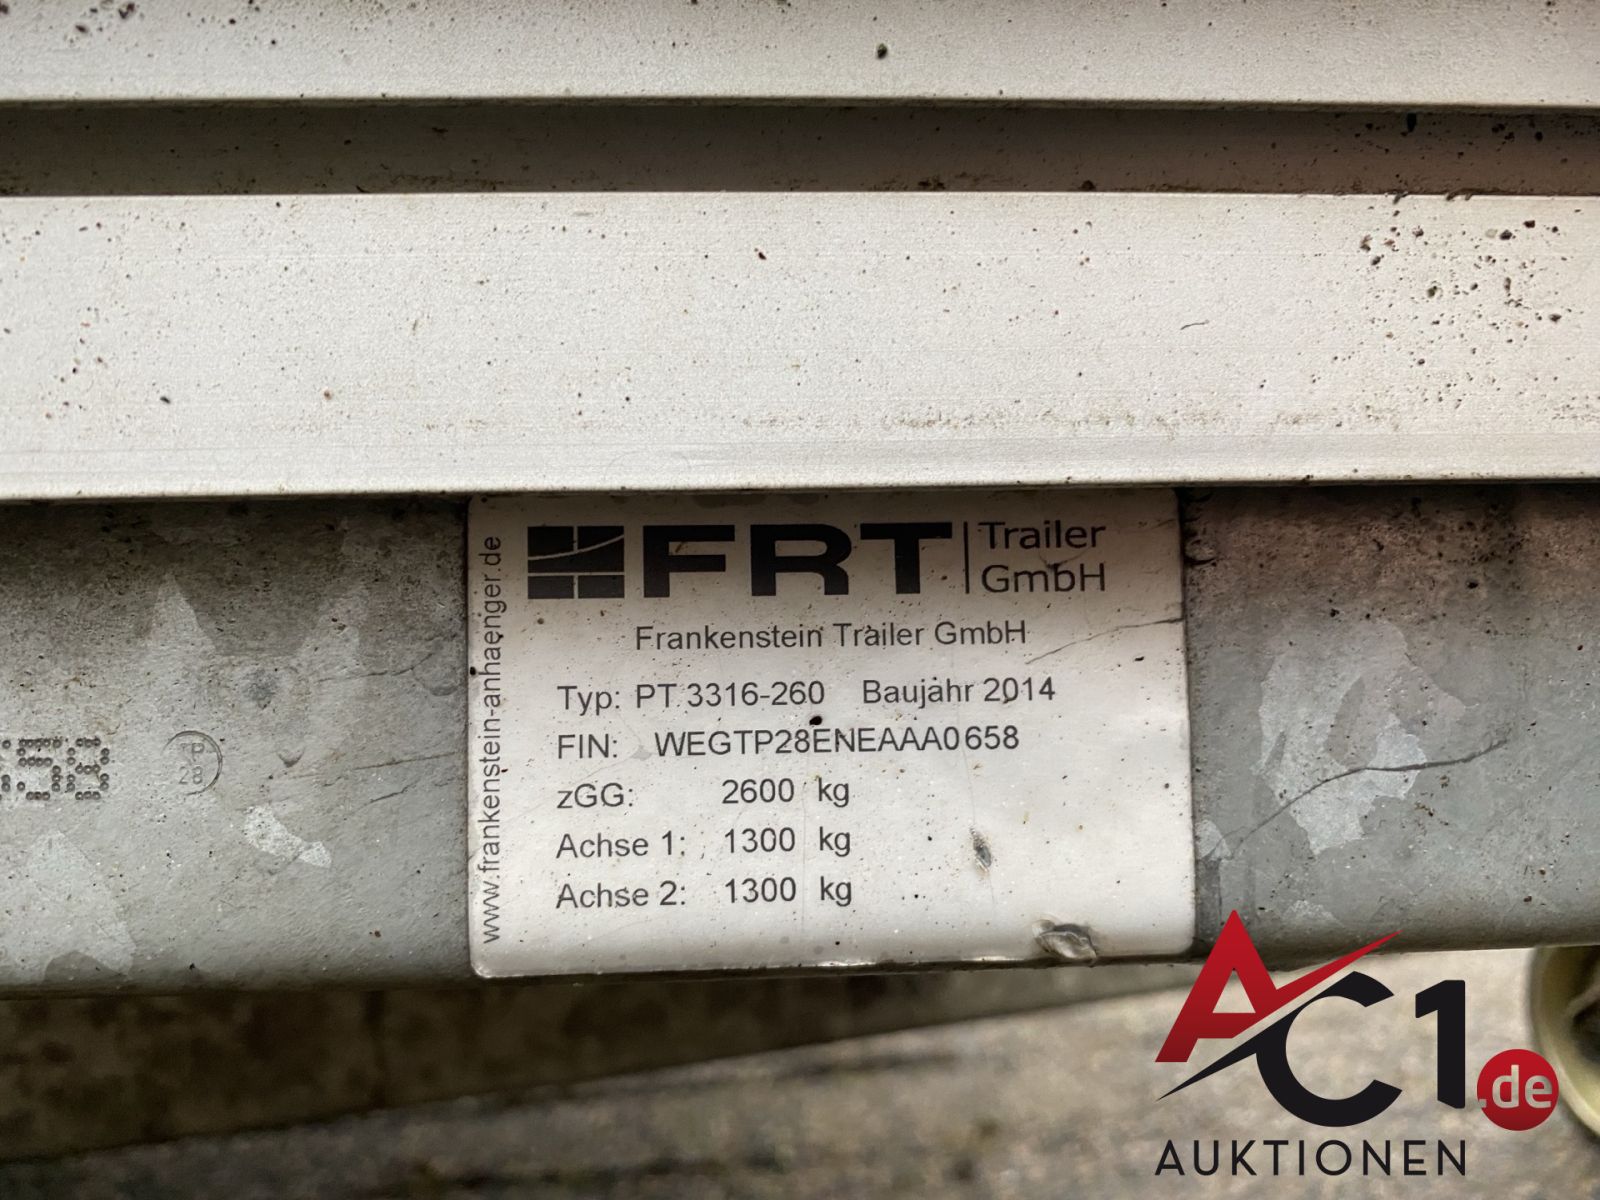 FRT Trailer GmbH
Frankenstein Trailer GmbH
Typ: PT 3316-260 Baujahr 2014
FIN: WEGTP28ENEAAA0658
zGG: 2600 kg
Achse 1: 1300 kg
Achse 2: 1300 kg
www.frankenstein-anhaenger.de
TP
28
AC1.de
AUKTIONEN